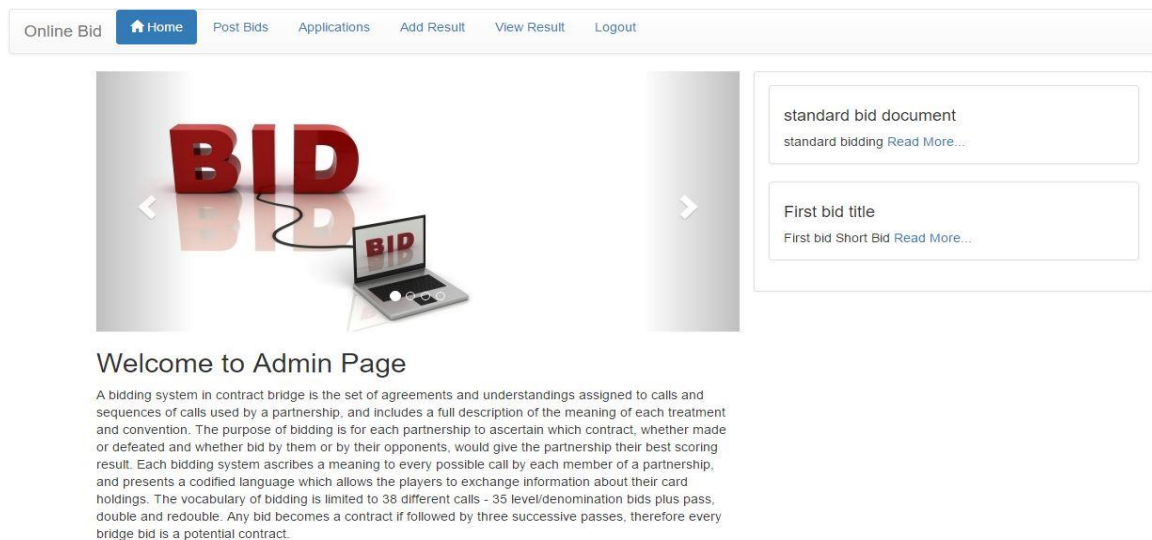 Online Bid Home Post Bids Applications Add Result View Result Logout
BID
BID
standard bid document
standard bidding Read More...
First bid title
First bid Short Bid Read More...
Welcome to Admin Page
A bidding system in contract bridge is the set of agreements and understandings assigned to calls and
sequences of calls used by a partnership, and includes a full description of the meaning of each treatment
and convention. The purpose of bidding is for each partnership to ascertain which contract, whether made
or defeated and whether bid by them or by their opponents, would give the partnership their best scoring
result. Each bidding system ascribes a meaning to every possible call by each member of a partnership,
and presents a codified language which allows the players to exchange information about their card
holdings. The vocabulary of bidding is limited to 38 different calls - 35 level/denomination bids plus pass,
double and redouble. Any bid becomes a contract if followed by three successive passes, therefore every
bridge bid is a potential contract.